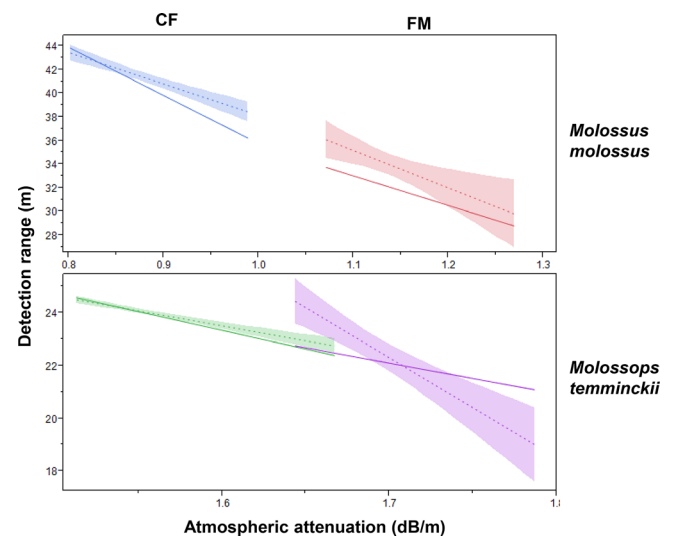 CF FM
44
42
40
38
36
34
32
30
28
Molossus
molossus
0.8 0.9 1.0 1.1 1.2 1.3
Detection range (m)
24
22
20
18
Molossops
temminckii
1.6 1.7
Atmospheric attenuation (dB/m)